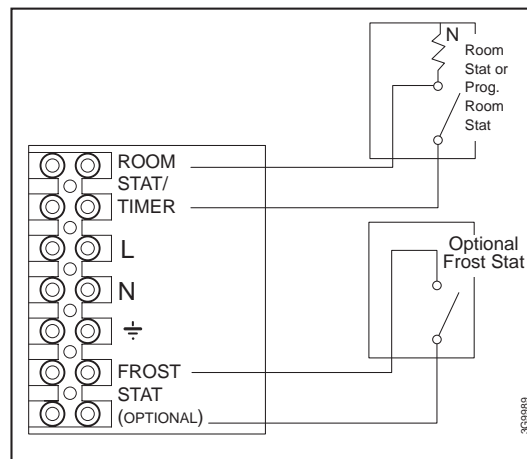 N
Room
Stat or
Prog.
Room
Stat
ROOM
STAT/
TIMER
L
N
Optional
Frost Stat
FROST
STAT
(OPTIONAL)
3G9989